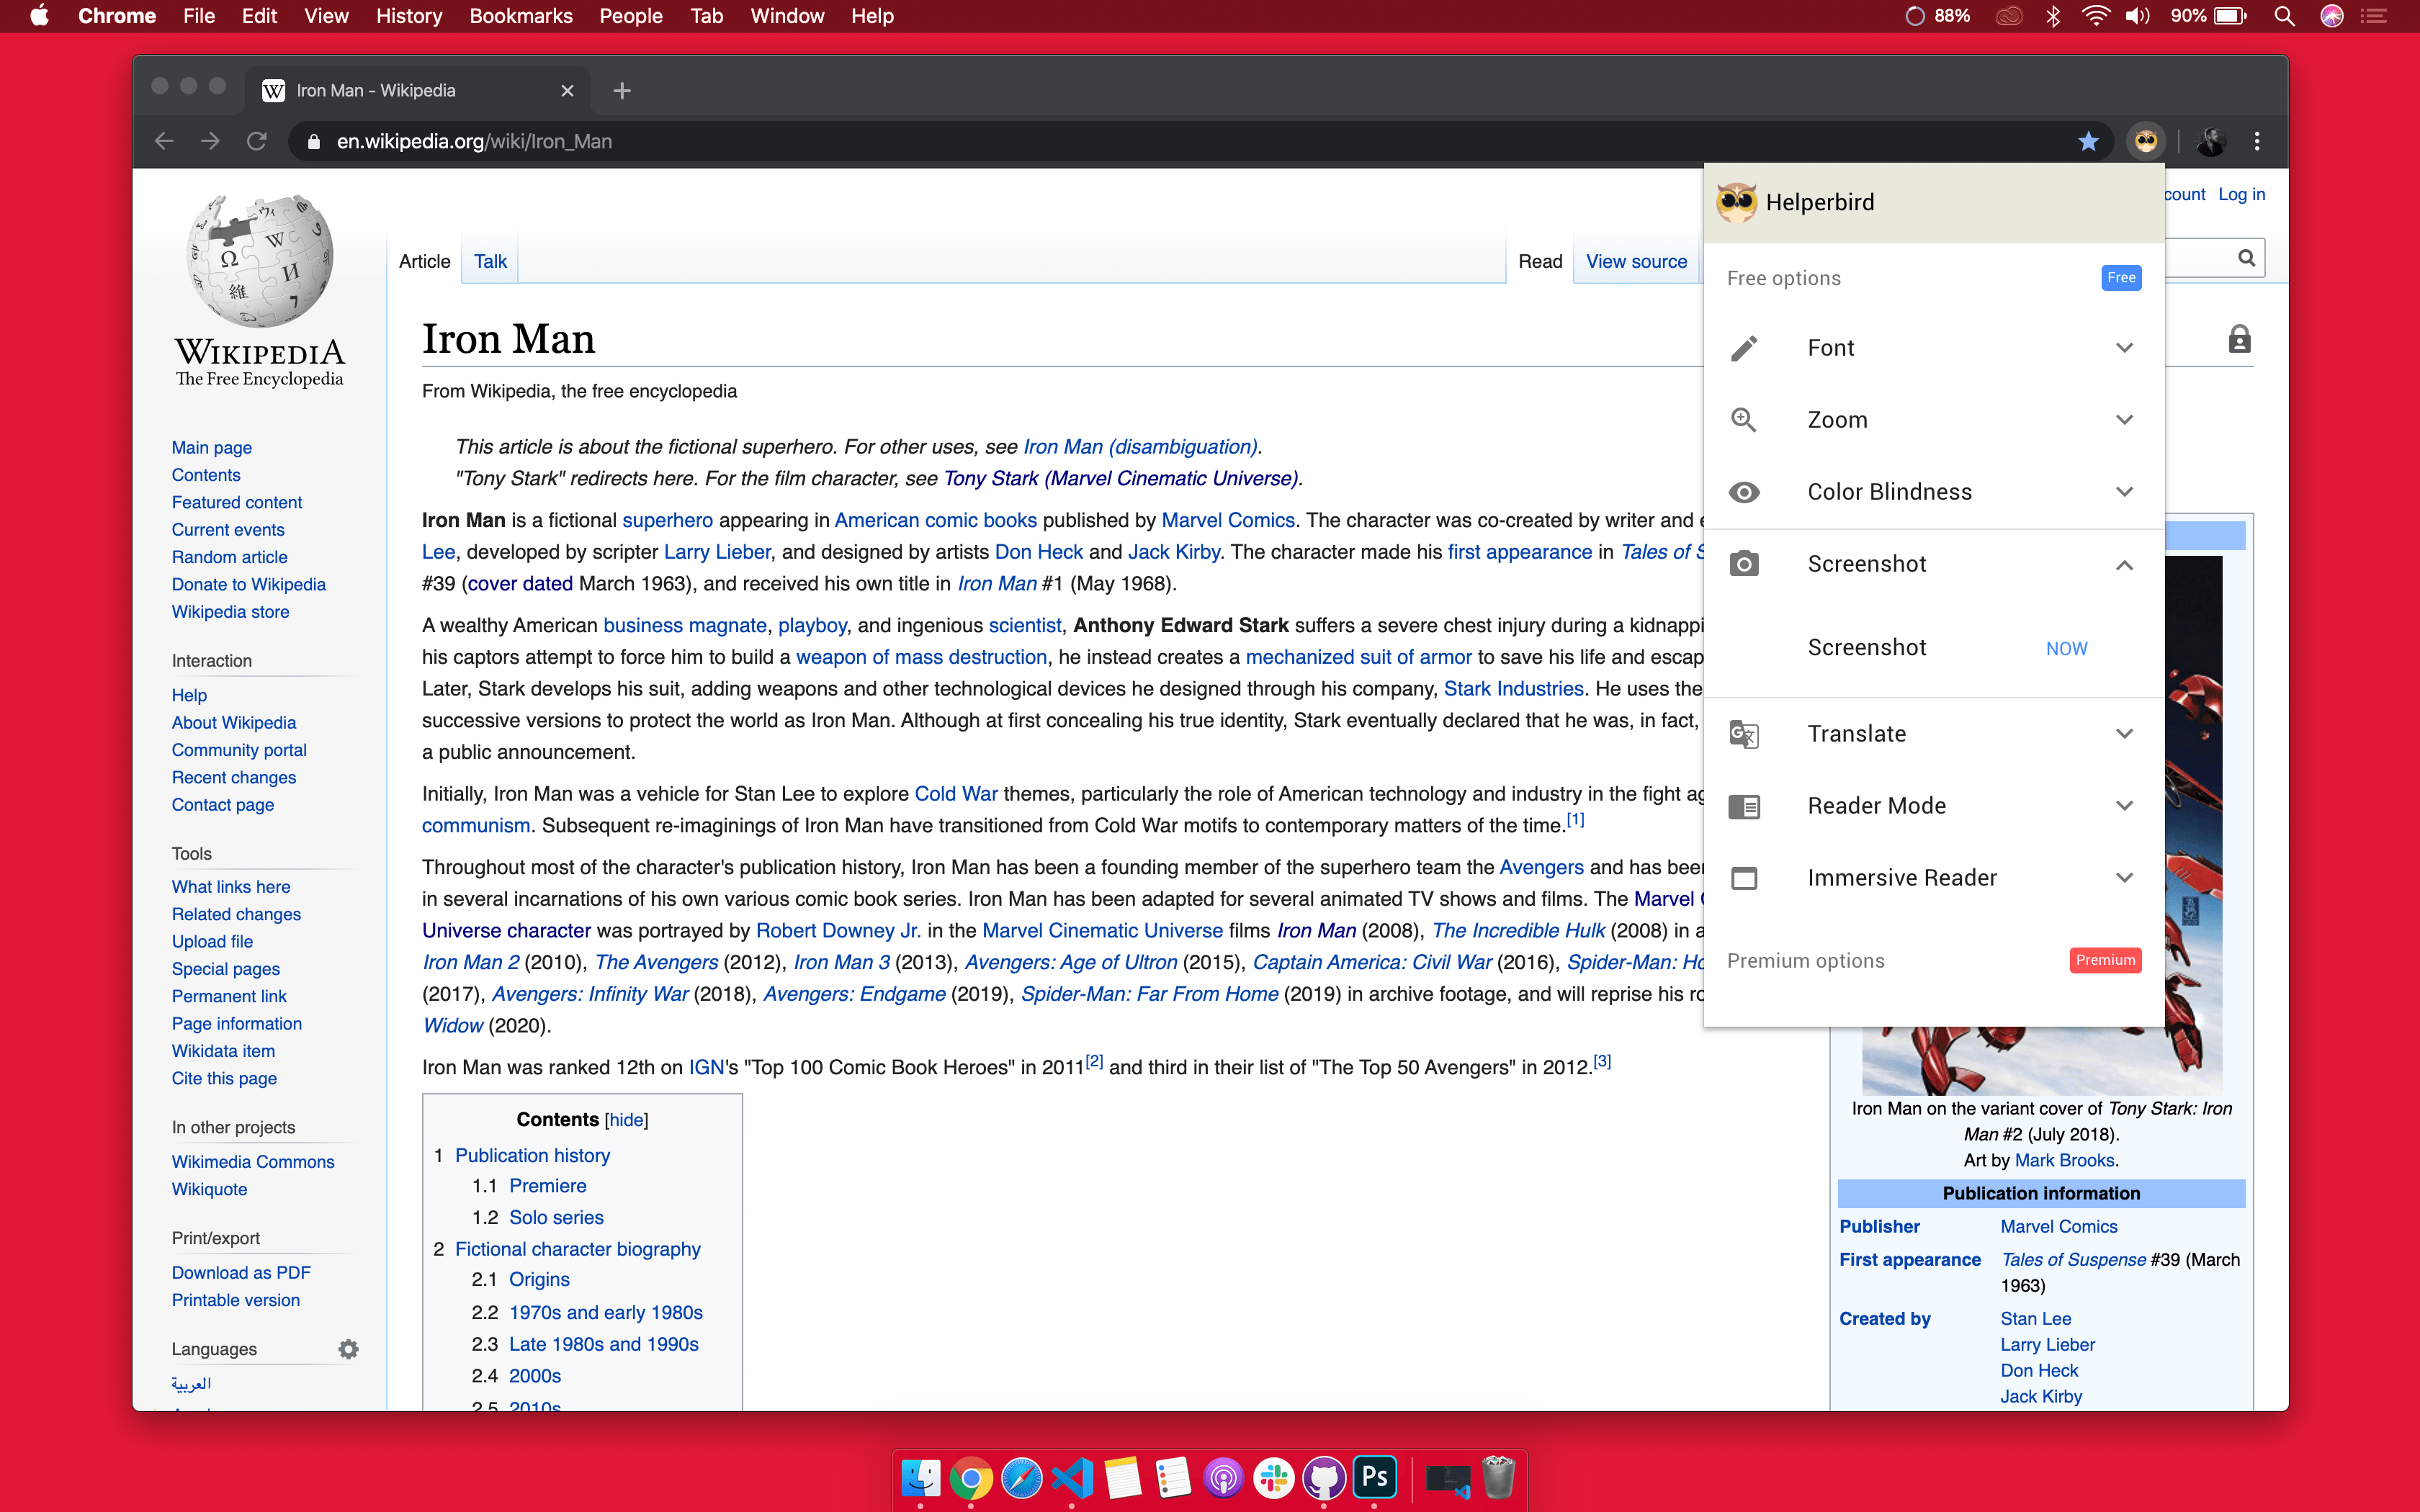 Chrome File Edit View History Bookmarks People Tab Window Help 88% 90%
Iron Man - Wikipedia
en.wikipedia.org/wiki/Iron_Man
WIKIPEDIA
The Free Encyclopedia
Main page
Contents
Featured content
Current events
Random article
Donate to Wikipedia
Wikipedia store
Interaction
Help
About Wikipedia
Community portal
Recent changes
Contact page
Tools
What links here
Related changes
Upload file
Special pages
Permanent link
Page information
Wikidata item
Cite this page
In other projects
Wikimedia Commons
Wikiquote
Print/export
Download as PDF
Printable version
Languages
العربية
Article Talk
Read View source
count Log in
Iron Man
From Wikipedia, the free encyclopedia
This article is about the fictional superhero. For other uses, see Iron Man (disambiguation).
"Tony Stark" redirects here. For the film character, see Tony Stark (Marvel Cinematic Universe).
Iron Man is a fictional superhero appearing in American comic books published by Marvel Comics. The character was co-created by writer and
Lee, developed by scripter Larry Lieber, and designed by artists Don Heck and Jack Kirby. The character made his first appearance in Tales of
#39 (cover dated March 1963), and received his own title in Iron Man #1 (May 1968).
A wealthy American business magnate, playboy, and ingenious scientist, Anthony Edward Stark suffers a severe chest injury during a kidnappi
his captors attempt to force him to build a weapon of mass destruction, he instead creates a mechanized suit of armor to save his life and escap
Later, Stark develops his suit, adding weapons and other technological devices he designed through his company, Stark Industries. He uses the
successive versions to protect the world as Iron Man. Although at first concealing his true identity, Stark eventually declared that he was, in fact,
a public announcement.
Initially, Iron Man was a vehicle for Stan Lee to explore Cold War themes, particularly the role of American technology and industry in the fight ag
communism. Subsequent re-imaginings of Iron Man have transitioned from Cold War motifs to contemporary matters of the time.[1]
Throughout most of the character's publication history, Iron Man has been a founding member of the superhero team the Avengers and has bee
in several incarnations of his own various comic book series. Iron Man has been adapted for several animated TV shows and films. The Marvel
Universe character was portrayed by Robert Downey Jr. in the Marvel Cinematic Universe films Iron Man (2008), The Incredible Hulk (2008) in a
Iron Man 2 (2010), The Avengers (2012), Iron Man 3 (2013), Avengers: Age of Ultron (2015), Captain America: Civil War (2016), Spider-Man: Ho
(2017), Avengers: Infinity War (2018), Avengers: Endgame (2019), Spider-Man: Far From Home (2019) in archive footage, and will reprise his ro
Widow (2020).
Iron Man was ranked 12th on IGN's "Top 100 Comic Book Heroes" in 2011[2] and third in their list of "The Top 50 Avengers" in 2012.[3]
Contents [hide]
1 Publication history
1.1 Premiere
1.2 Solo series
2 Fictional character biography
2.1 Origins
2.2 1970s and early 1980s
2.3 Late 1980s and 1990s
2.4 2000s
2.5 2010s
Helperbird
Free options Free
Font
Zoom
Color Blindness
Screenshot
Screenshot NOW
Translate
Reader Mode
Immersive Reader
Premium options Premium
Iron Man on the variant cover of Tony Stark: Iron
Man #2 (July 2018).
Art by Mark Brooks.
Publication information
Publisher Marvel Comics
First appearance Tales of Suspense #39 (March
1963)
Created by Stan Lee
Larry Lieber
Don Heck
Jack Kirby
Ps